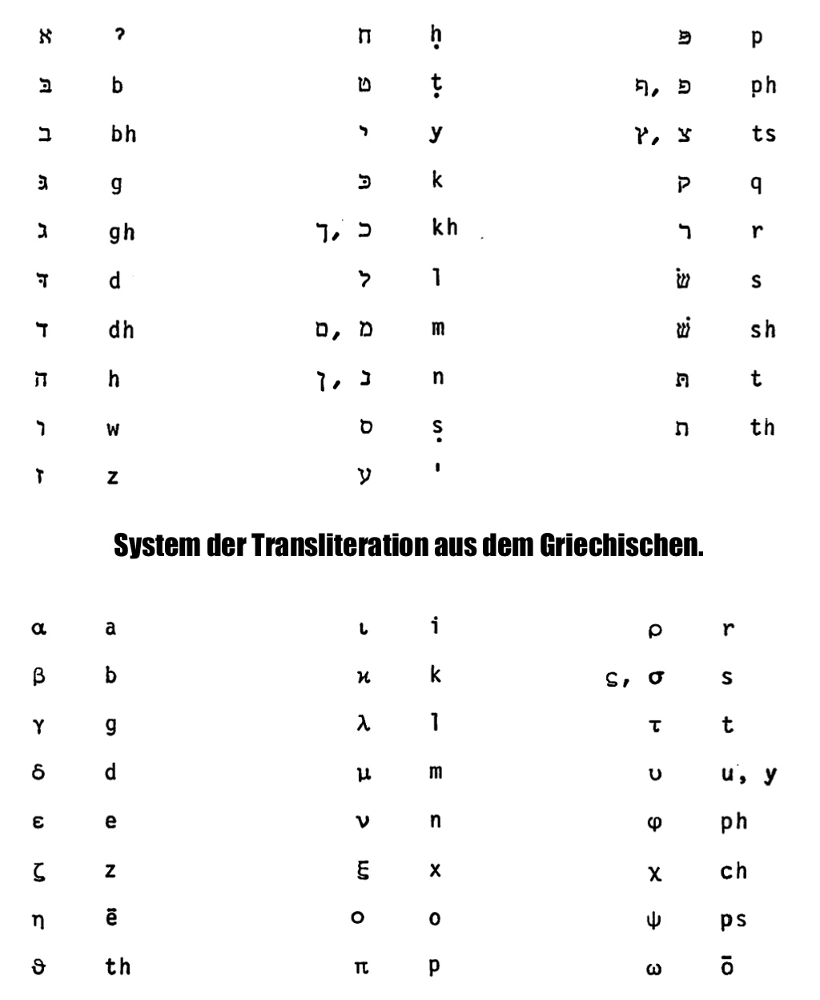 א ʔ ח ḥ פּ p
בּ b ט ṭ ף, פ ph
ב bh י y ץ, צ ts
גּ g כּ k ק q
ג gh ך, כ kh ר r
דּ d ל l שׂ s
ד dh ם, מ m שׁ sh
ה h ן, נ n תּ t
ו w ס ṣ ת th
ז z ע '
System der Transliteration aus dem Griechischen.
α a ι i ρ r
β b ϰ k ς, σ s
γ g λ l τ t
δ d μ m υ u, y
ε e ν n φ ph
ζ z ξ x χ ch
η ē ο o ψ ps
ϑ th π p ω ō